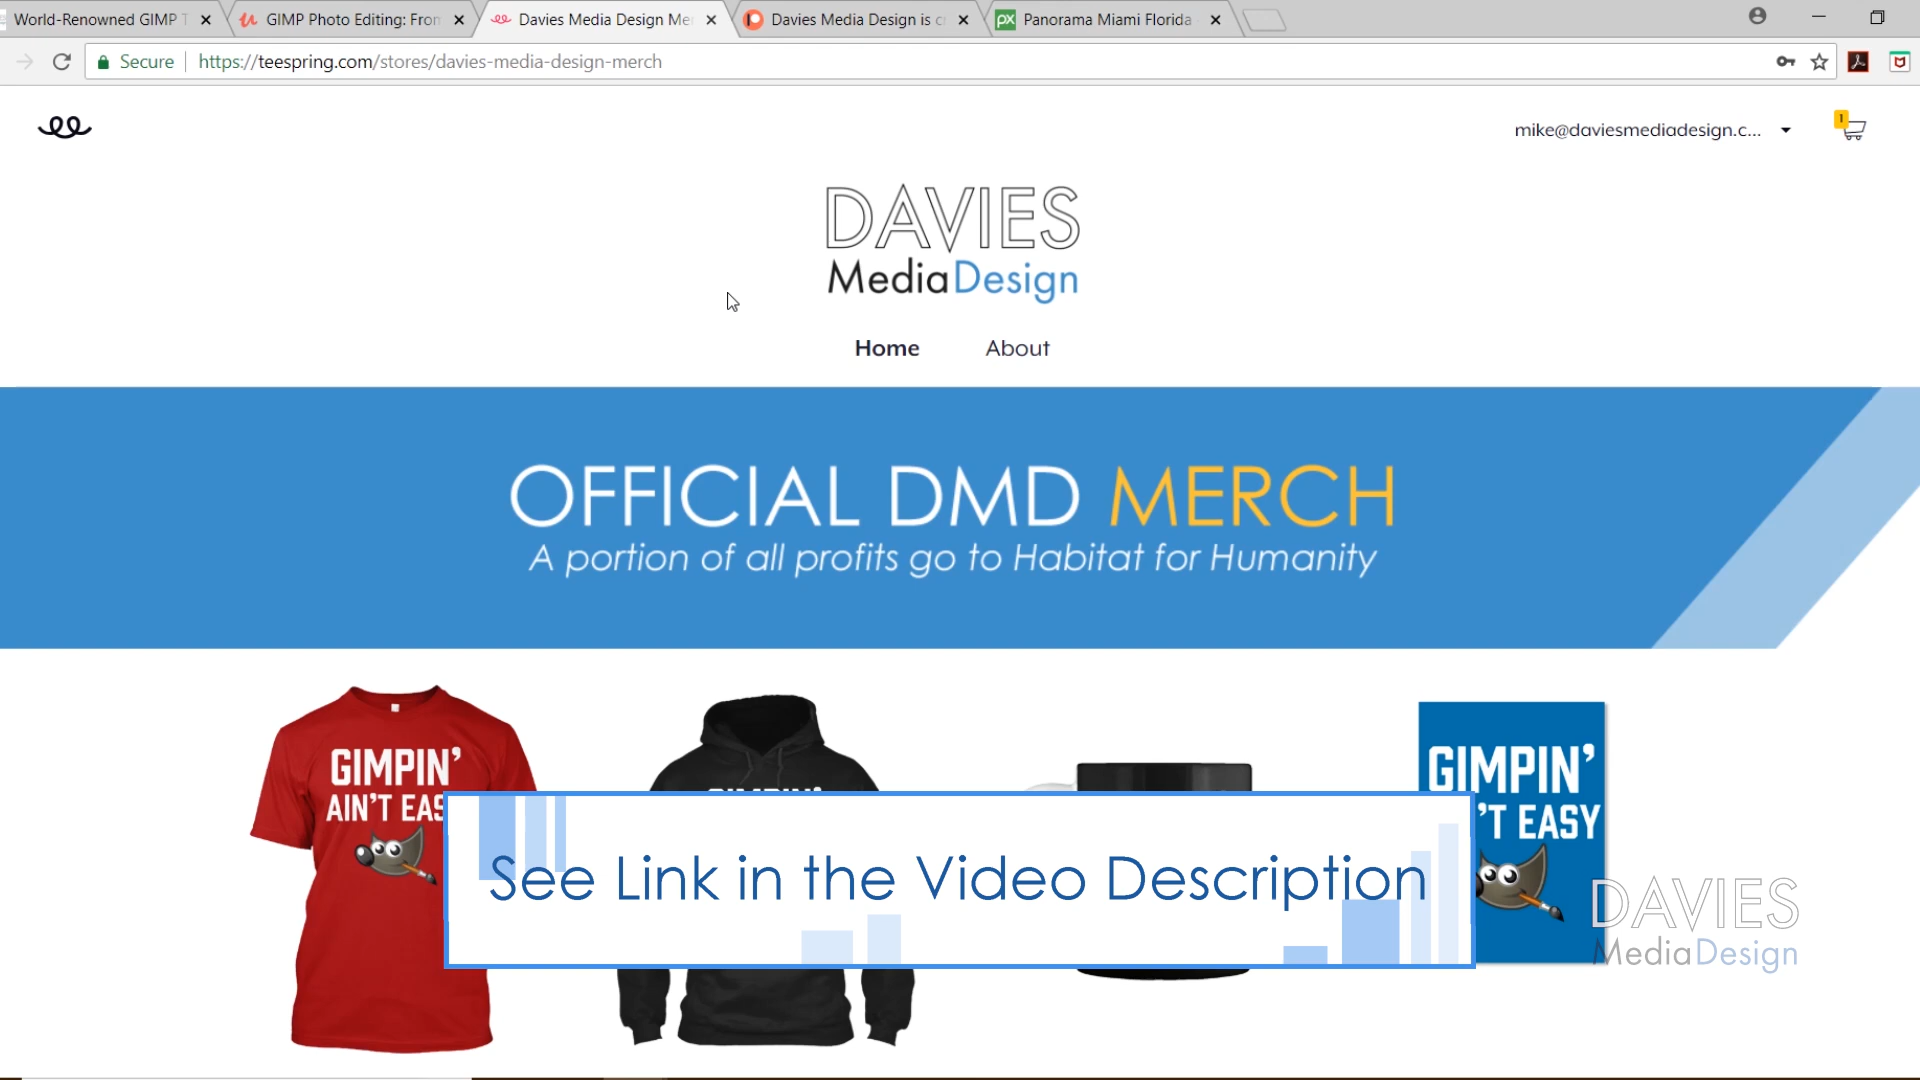 World-Renowned GIMP T
GIMP Photo Editing: From
Davies Media Design Me
Davies Media Design is c
Panorama Miami Florida
Secure
https://teespring.com/stores/davies-media-design-merch
mike@daviesmediadesign.c...
1
DAVIES
MediaDesign
Home
About
OFFICIAL DMD MERCH
A portion of all profits go to Habitat for Humanity
GIMPIN'
AIN'T EAS
GIMPIN'
GIMPIN'
'T EASY
See Link in the Video Description
DAVIES
MediaDesign